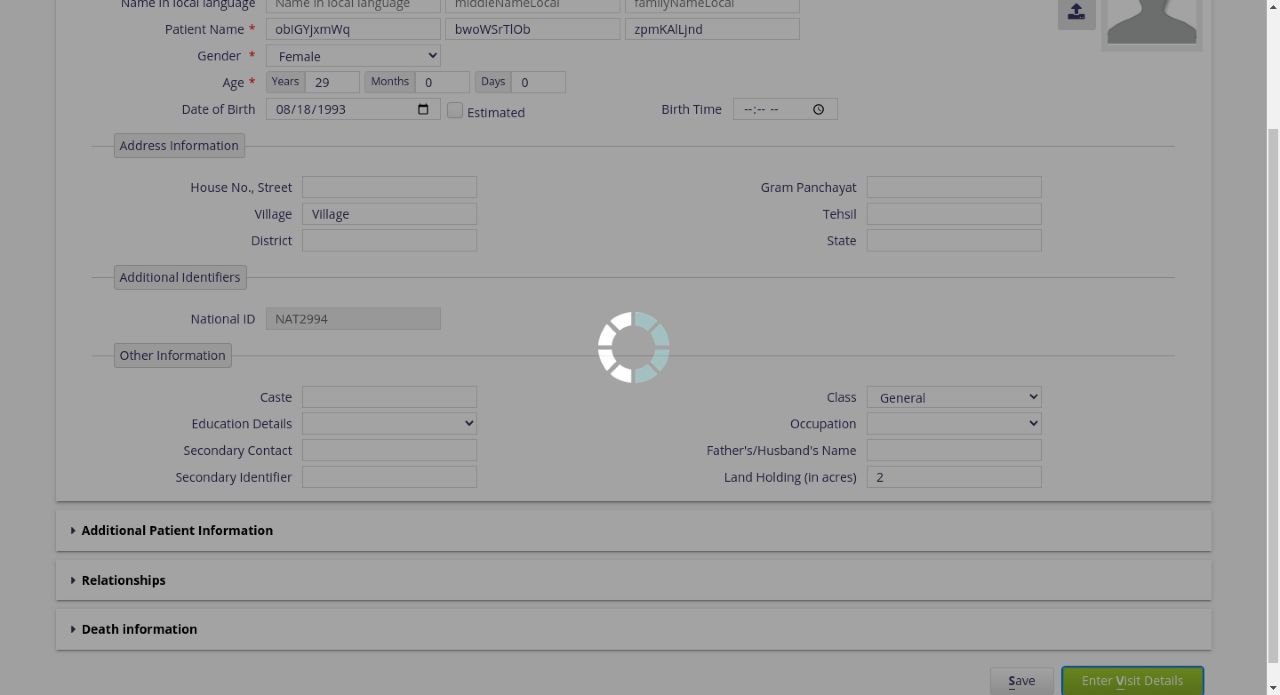 Name in local language Name in local language middleNameLocal familyNameLocal
Patient Name * obIGYJxmWq bwoWSrTlOb zpmKAlLJnd
Gender * Female
Age * Years 29 Months 0 Days 0
Date of Birth 08/18/1993 Estimated Birth Time --:-- --
Address Information
House No., Street Gram Panchayat
Village Village Tehsil
District State
Additional Identifiers
National ID NAT2994
Other Information
Caste Class General
Education Details Occupation
Secondary Contact Father's/Husband's Name
Secondary Identifier Land Holding (in acres) 2
Additional Patient Information
Relationships
Death information
Save Enter Visit Details